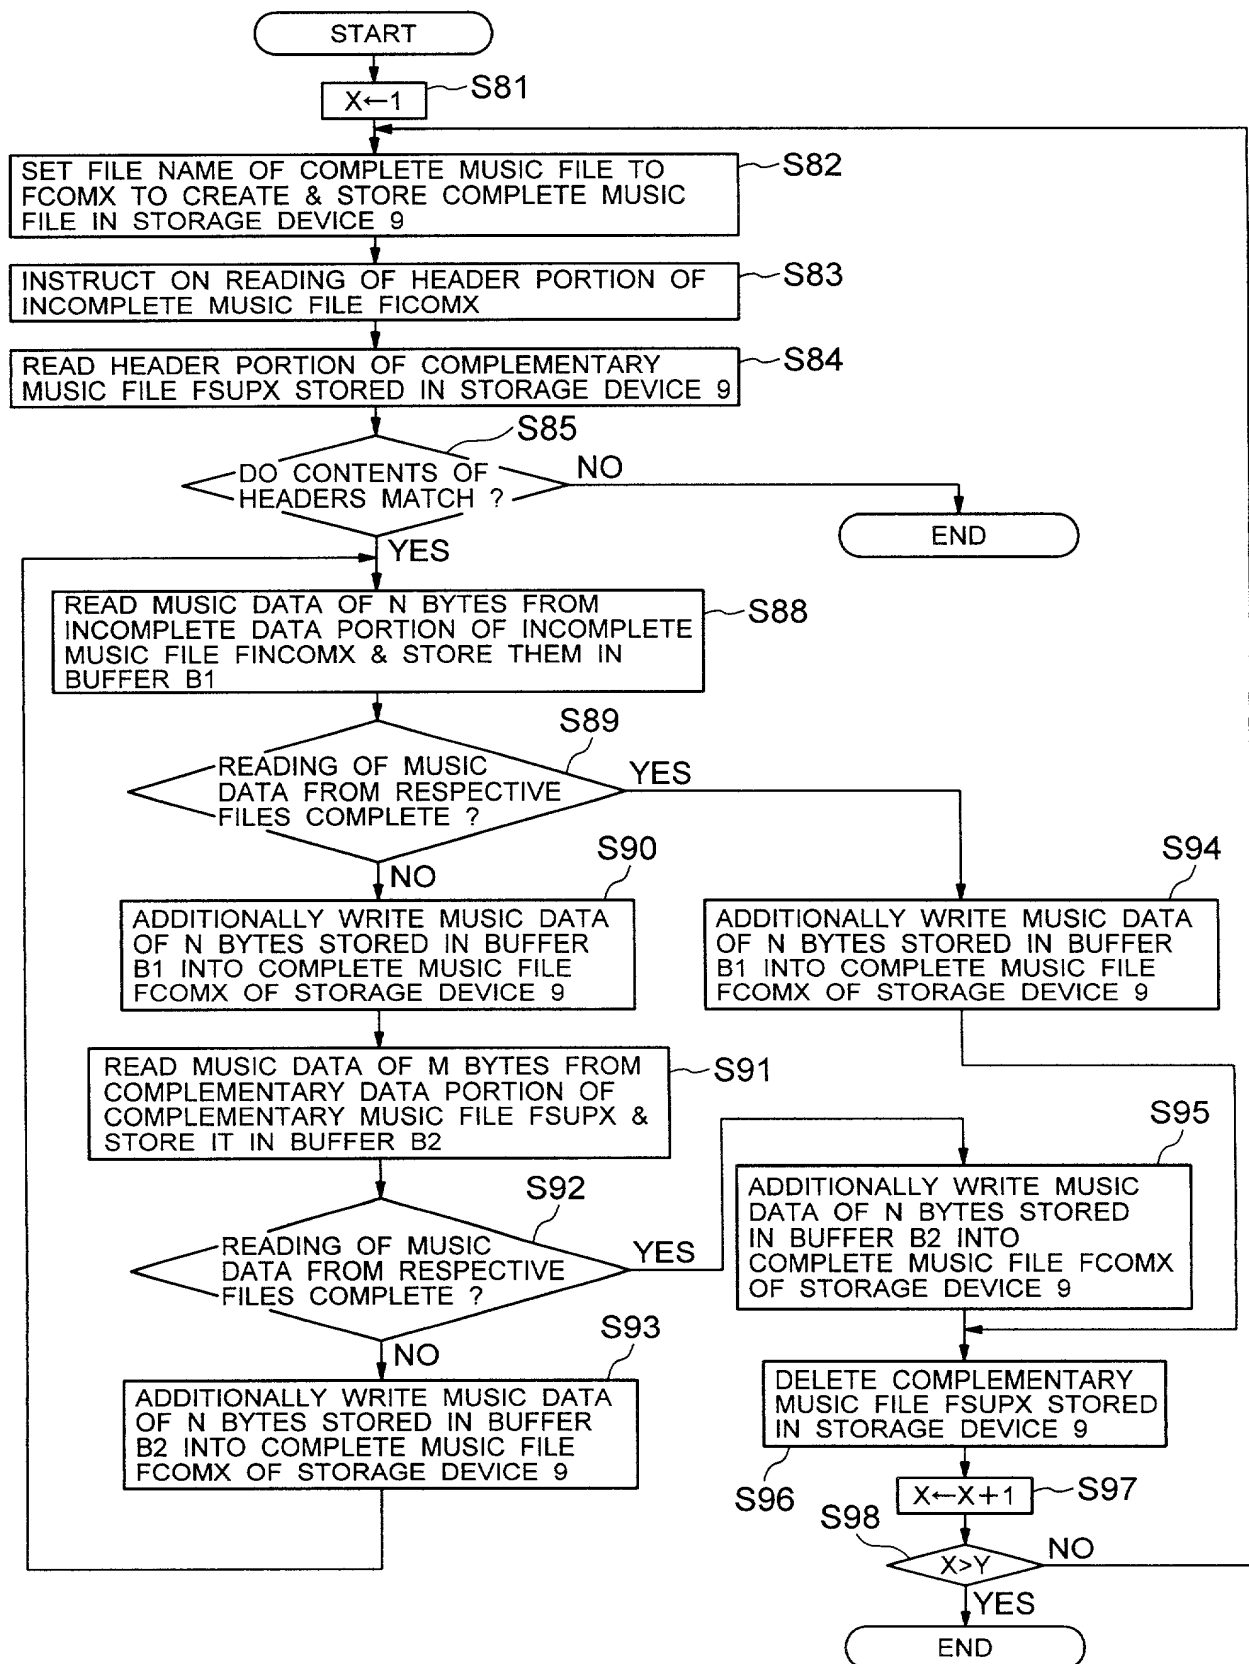 START
X←1
S81
SET FILE NAME OF COMPLETE MUSIC FILE TO
FCOMX TO CREATE & STORE COMPLETE MUSIC
FILE IN STORAGE DEVICE 9
S82
INSTRUCT ON READING OF HEADER PORTION OF
INCOMPLETE MUSIC FILE FICOMX
S83
READ HEADER PORTION OF COMPLEMENTARY
MUSIC FILE FSUPX STORED IN STORAGE DEVICE 9
S84
S85
DO CONTENTS OF
HEADERS MATCH ?
NO
END
YES
READ MUSIC DATA OF N BYTES FROM
INCOMPLETE DATA PORTION OF INCOMPLETE
MUSIC FILE FINCOMX & STORE THEM IN
BUFFER B1
S88
S89
READING OF MUSIC
DATA FROM RESPECTIVE
FILES COMPLETE ?
YES
NO
S90
ADDITIONALLY WRITE MUSIC DATA
OF N BYTES STORED IN BUFFER
B1 INTO COMPLETE MUSIC FILE
FCOMX OF STORAGE DEVICE 9
S94
ADDITIONALLY WRITE MUSIC DATA
OF N BYTES STORED IN BUFFER
B1 INTO COMPLETE MUSIC FILE
FCOMX OF STORAGE DEVICE 9
READ MUSIC DATA OF M BYTES FROM
COMPLEMENTARY DATA PORTION OF
COMPLEMENTARY MUSIC FILE FSUPX &
STORE IT IN BUFFER B2
S91
S92
READING OF MUSIC
DATA FROM RESPECTIVE
FILES COMPLETE ?
YES
NO
S95
ADDITIONALLY WRITE MUSIC
DATA OF N BYTES STORED
IN BUFFER B2 INTO
COMPLETE MUSIC FILE FCOMX
OF STORAGE DEVICE 9
S93
ADDITIONALLY WRITE MUSIC DATA
OF N BYTES STORED IN BUFFER
B2 INTO COMPLETE MUSIC FILE
FCOMX OF STORAGE DEVICE 9
DELETE COMPLEMENTARY
MUSIC FILE FSUPX STORED
IN STORAGE DEVICE 9
S96
X←X+1
S97
S98
X>Y
NO
YES
END